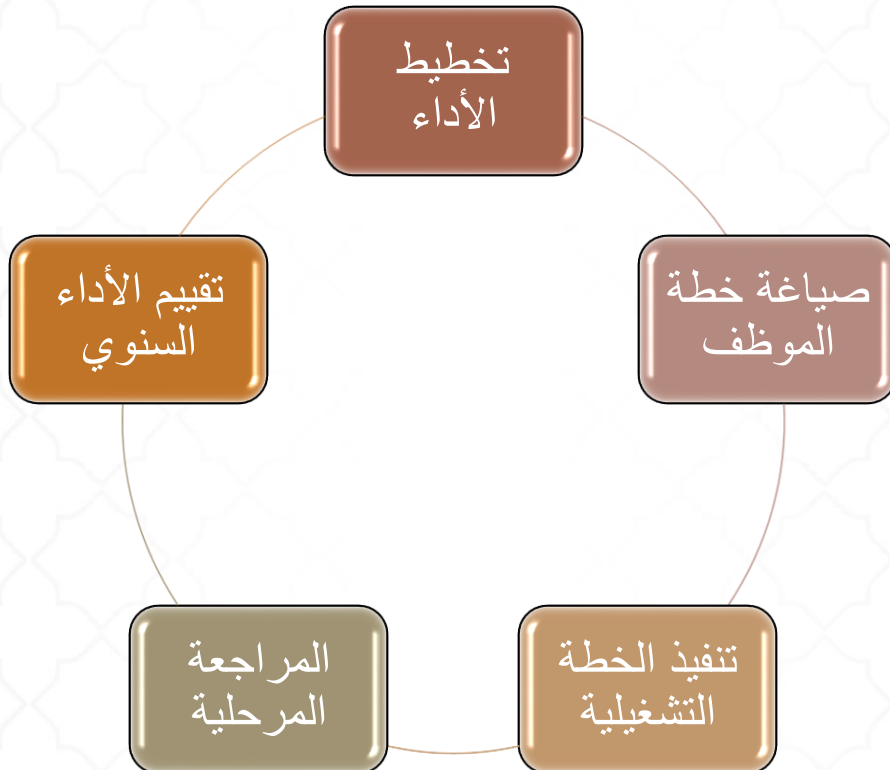 تخطيط
الأداء
صياغة خطة
الموظف
تنفيذ الخطة
التشغيلية
المراجعة
المرحلية
تقييم الأداء
السنوي